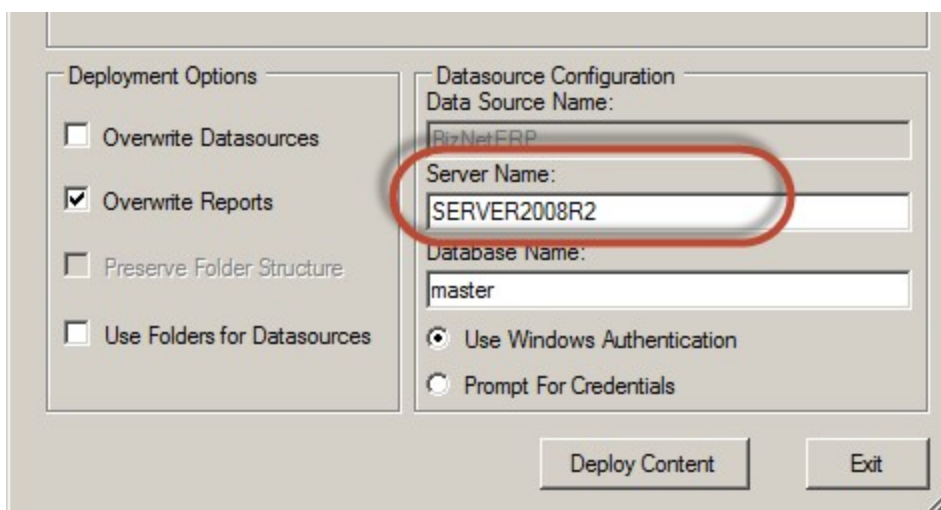 Deployment Options
Overwrite Datasources
Overwrite Reports
Preserve Folder Structure
Use Folders for Datasources
Datasource Configuration
Data Source Name:
BizNetERP
Server Name:
SERVER2008R2
Database Name:
master
Use Windows Authentication
Prompt For Credentials
Deploy Content
Exit